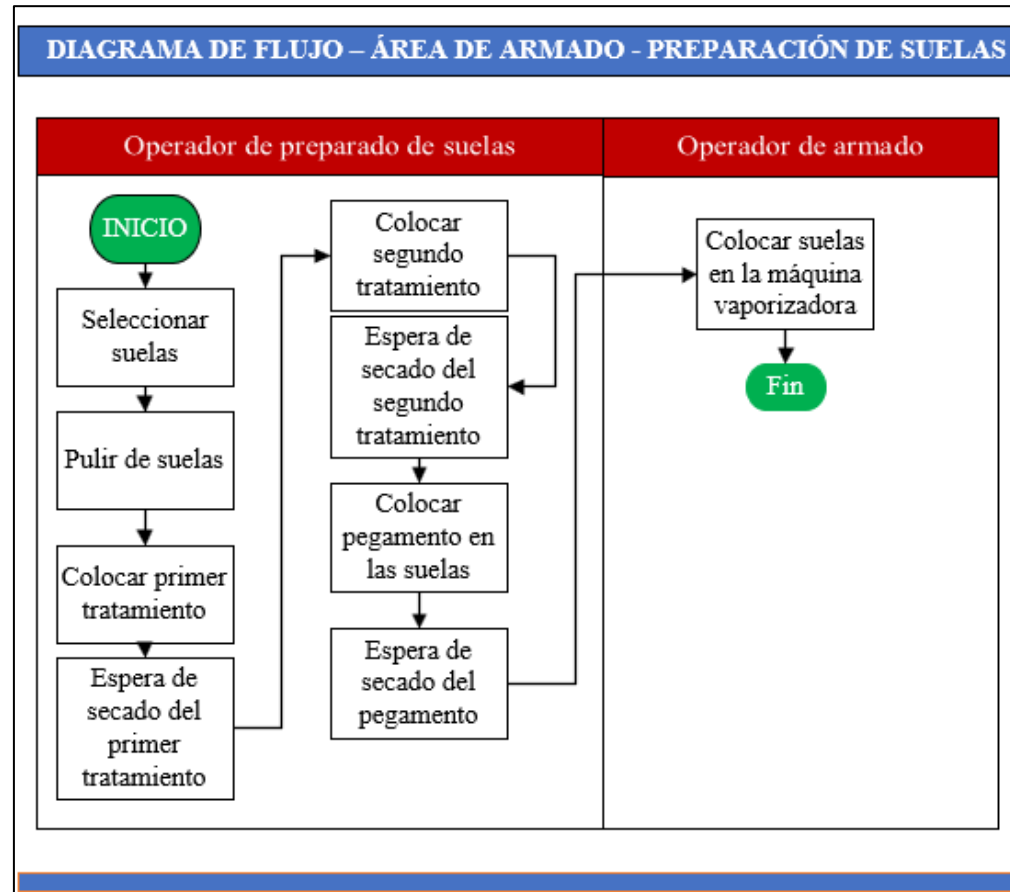 DIAGRAMA DE FLUJO – ÁREA DE ARMADO - PREPARACIÓN DE SUELAS
Operador de preparado de suelas
Operador de armado
INICIO
Seleccionar
suelas
Pulir de suelas
Colocar primer
tratamiento
Espera de
secado del
primer
tratamiento
Colocar
segundo
tratamiento
Espera de
secado del
segundo
tratamiento
Colocar
pegamento en
las suelas
Espera de
secado del
pegamento
Colocar suelas
en la máquina
vaporizadora
Fin